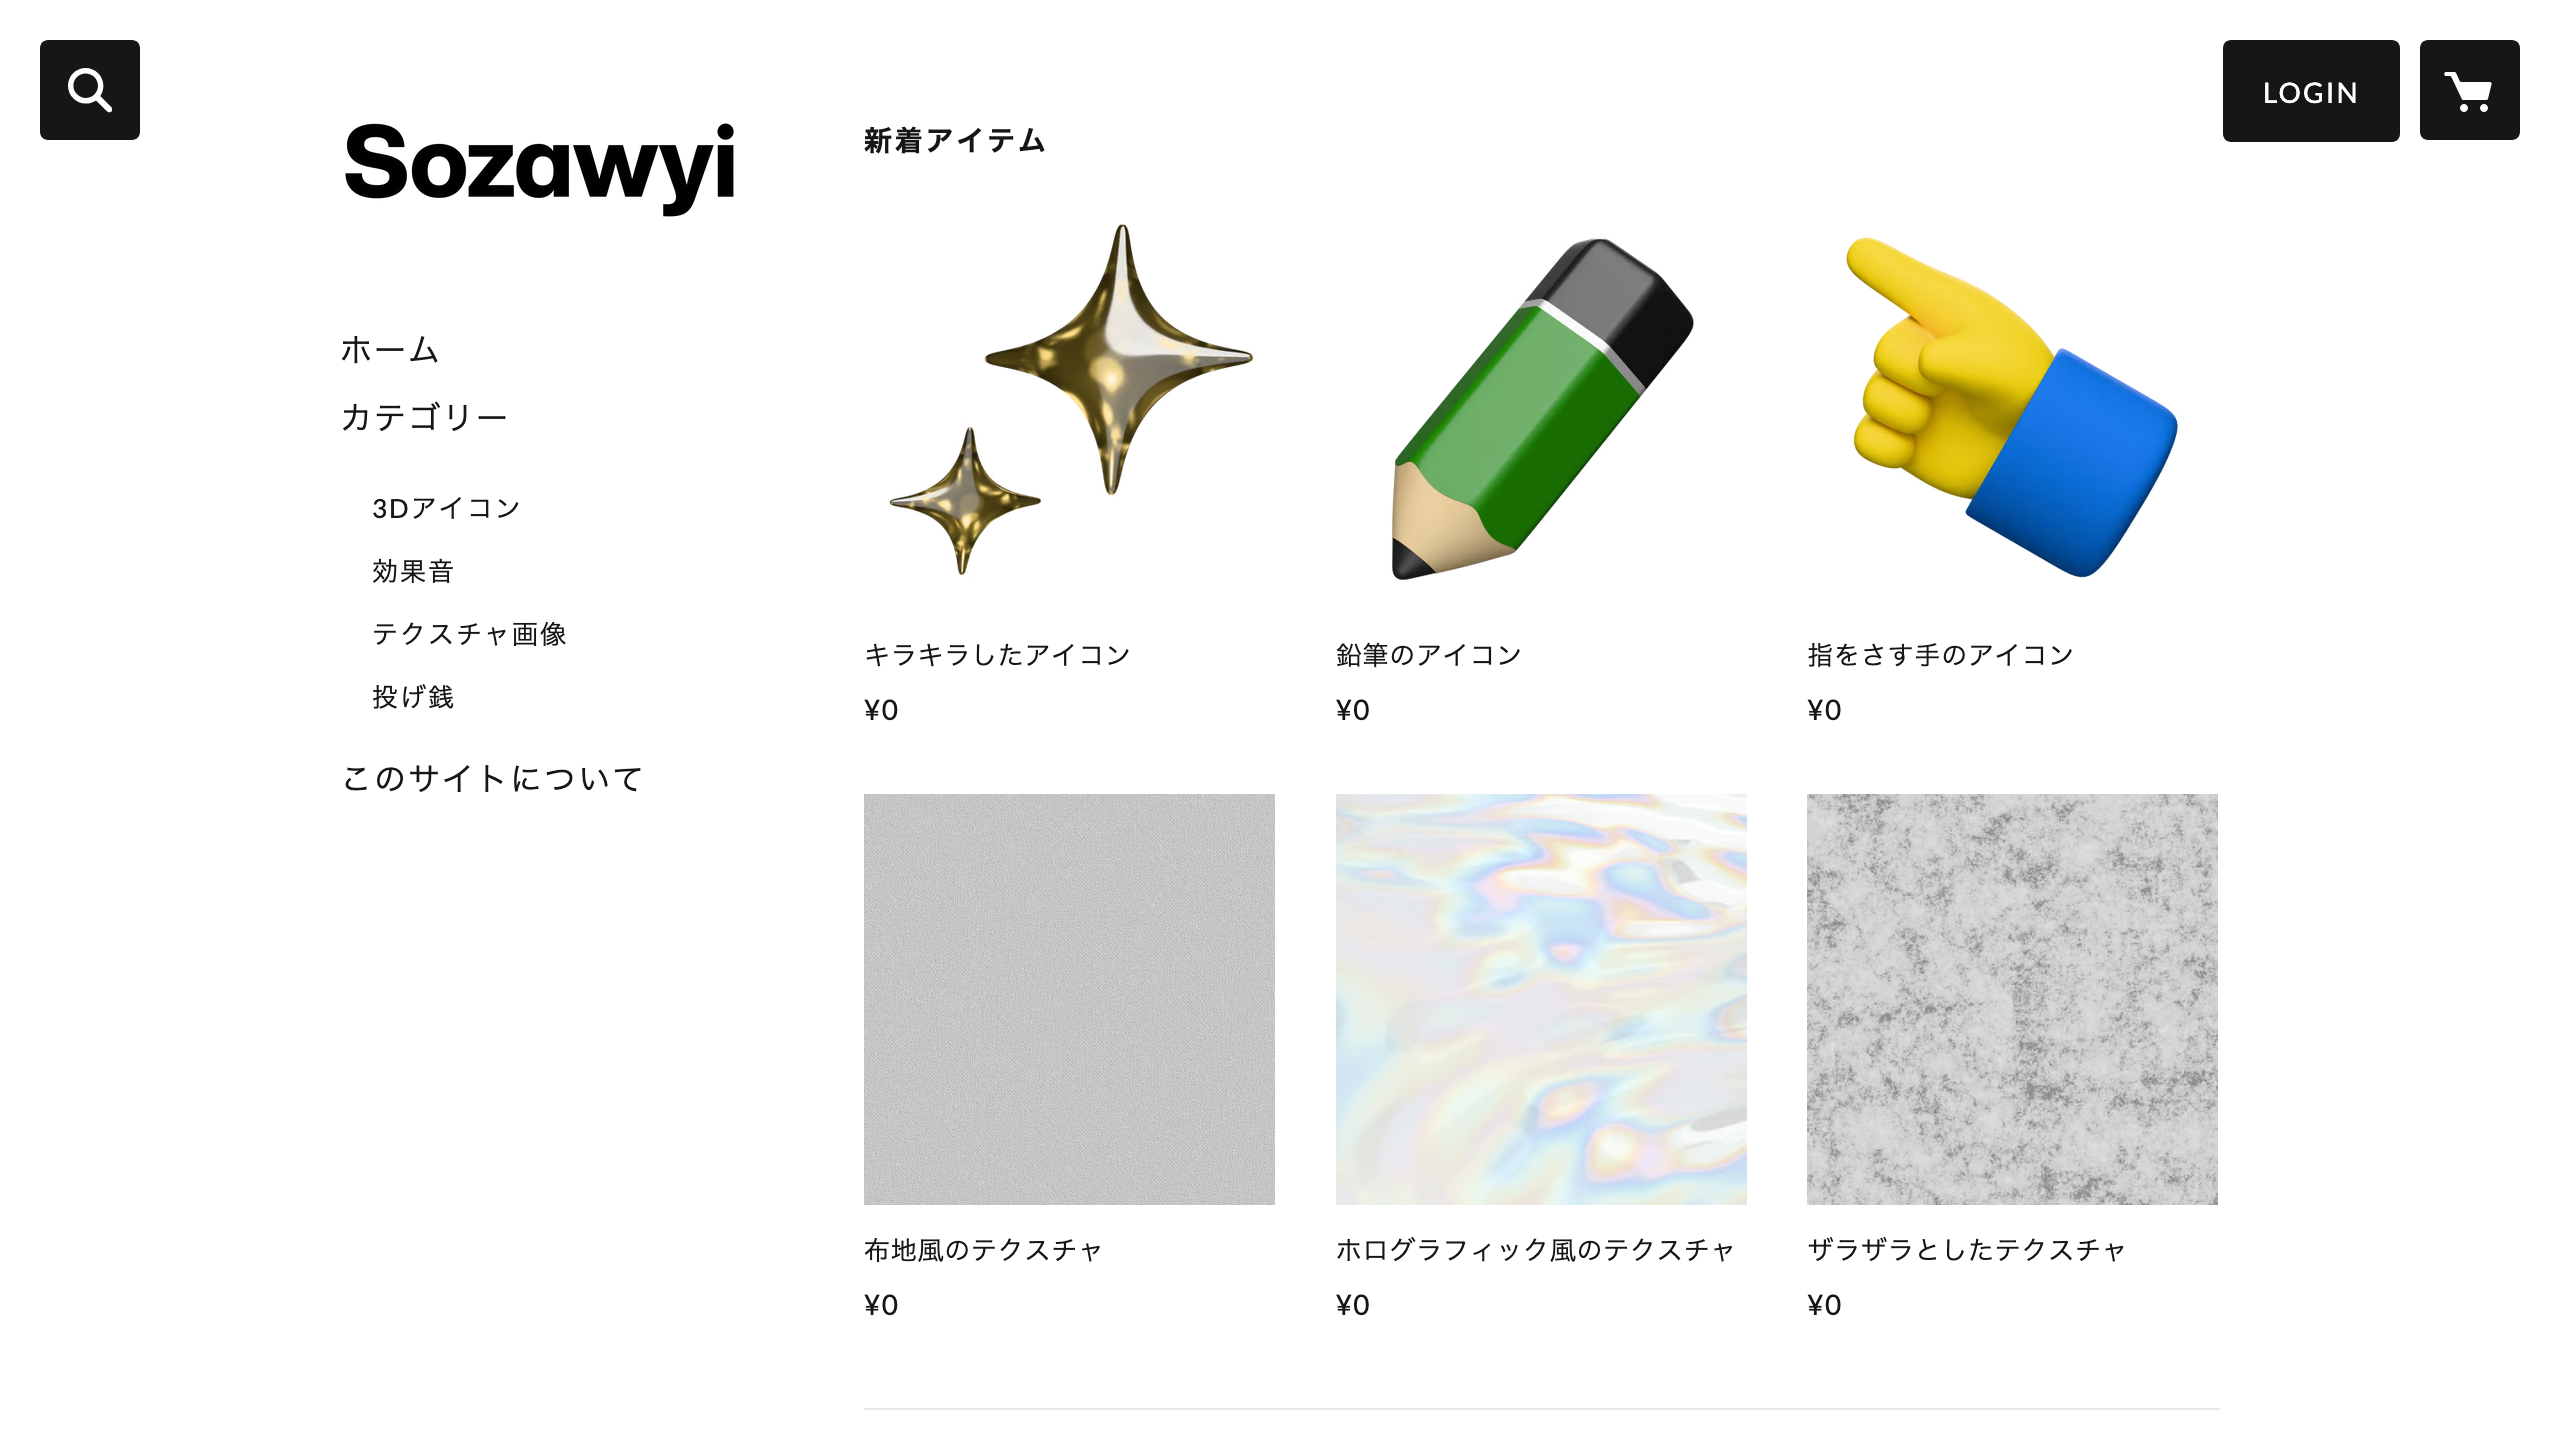 LOGIN
Sozawyi
ホーム
カテゴリー
3Dアイコン
効果音
テクスチャ画像
投げ銭
このサイトについて
新着アイテム
キラキラしたアイコン
¥0
鉛筆のアイコン
¥0
指をさす手のアイコン
¥0
布地風のテクスチャ
¥0
ホログラフィック風のテクスチャ
¥0
ザラザラとしたテクスチャ
¥0